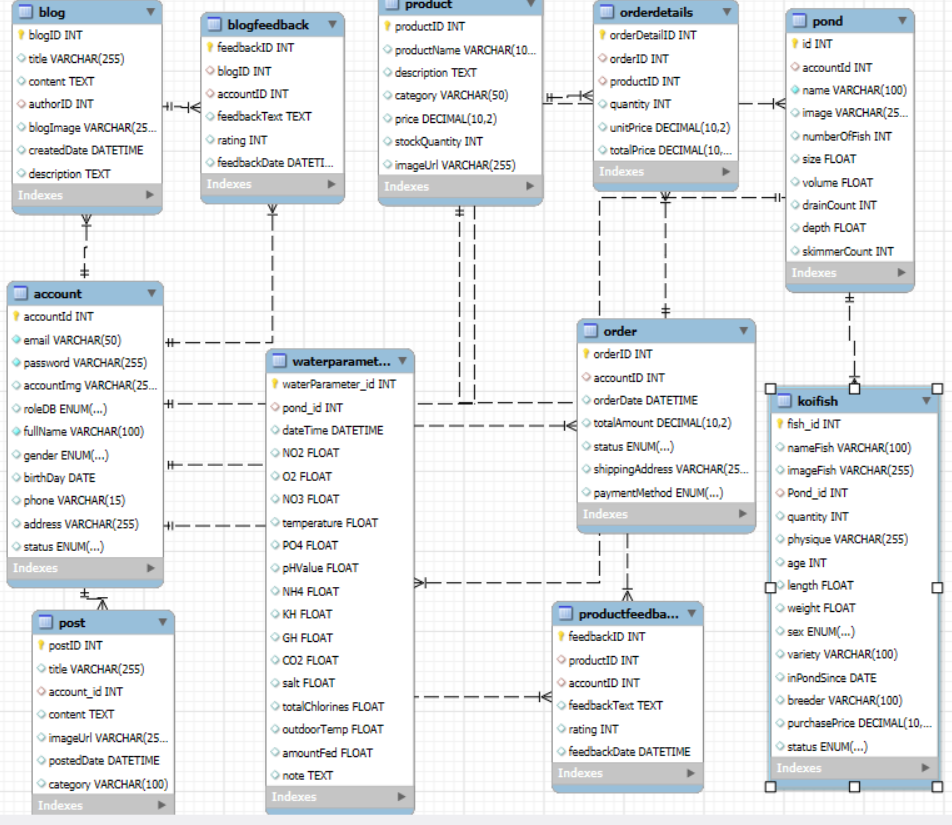 blog
blogID INT
title VARCHAR(255)
content TEXT
authorID INT
blogImage VARCHAR(25...
createdDate DATETIME
description TEXT
Indexes
blogfeedback
feedbackID INT
blogID INT
accountID INT
feedbackText TEXT
rating INT
feedbackDate DATETI...
Indexes
product
productID INT
productName VARCHAR(10...
description TEXT
category VARCHAR(50)
price DECIMAL(10,2)
stockQuantity INT
imageUrl VARCHAR(255)
Indexes
orderdetails
orderDetailID INT
orderID INT
productID INT
quantity INT
unitPrice DECIMAL(10,2)
totalPrice DECIMAL(10,...
Indexes
pond
id INT
accountId INT
name VARCHAR(100)
image VARCHAR(25...
numberOfFish INT
size FLOAT
volume FLOAT
drainCount INT
depth FLOAT
skimmerCount INT
Indexes
account
accountId INT
email VARCHAR(50)
password VARCHAR(255)
accountImg VARCHAR(25...
roleDB ENUM(...)
fullName VARCHAR(100)
gender ENUM(...)
birthDay DATE
phone VARCHAR(15)
address VARCHAR(255)
status ENUM(...)
Indexes
waterparamet...
waterParameter_id INT
pond_id INT
dateTime DATETIME
NO2 FLOAT
O2 FLOAT
NO3 FLOAT
temperature FLOAT
PO4 FLOAT
pHValue FLOAT
NH4 FLOAT
KH FLOAT
GH FLOAT
CO2 FLOAT
salt FLOAT
totalChlorines FLOAT
outdoorTemp FLOAT
amountFed FLOAT
note TEXT
Indexes
order
orderID INT
accountID INT
orderDate DATETIME
totalAmount DECIMAL(10,2)
status ENUM(...)
shippingAddress VARCHAR(25...
paymentMethod ENUM(...)
Indexes
koifish
fish_id INT
nameFish VARCHAR(100)
imageFish VARCHAR(255)
Pond_id INT
quantity INT
physique VARCHAR(255)
age INT
length FLOAT
weight FLOAT
sex ENUM(...)
variety VARCHAR(100)
inPondSince DATE
breeder VARCHAR(100)
purchasePrice DECIMAL(10,...
status ENUM(...)
Indexes
post
postID INT
title VARCHAR(255)
account_id INT
content TEXT
imageUrl VARCHAR(25...
postedDate DATETIME
category VARCHAR(100)
Indexes
productfeedba...
feedbackID INT
productID INT
accountID INT
feedbackText TEXT
rating INT
feedbackDate DATETIME
Indexes